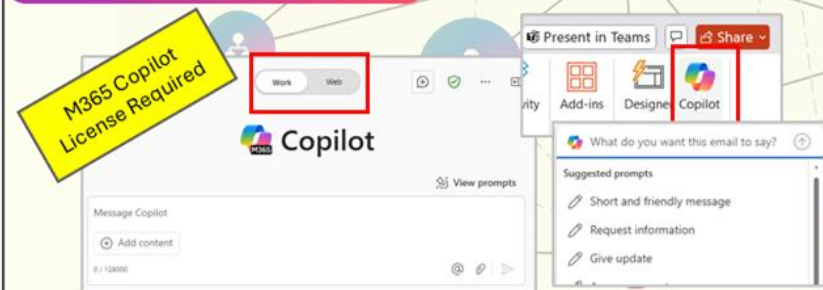 M365 Copilot
License Required
Work Web
M365 Copilot
View prompts
Message Copilot
Add content
0 / 128000
Present in Teams Share
Add-ins Designer Copilot
What do you want this email to say?
Suggested prompts
Short and friendly message
Request information
Give update